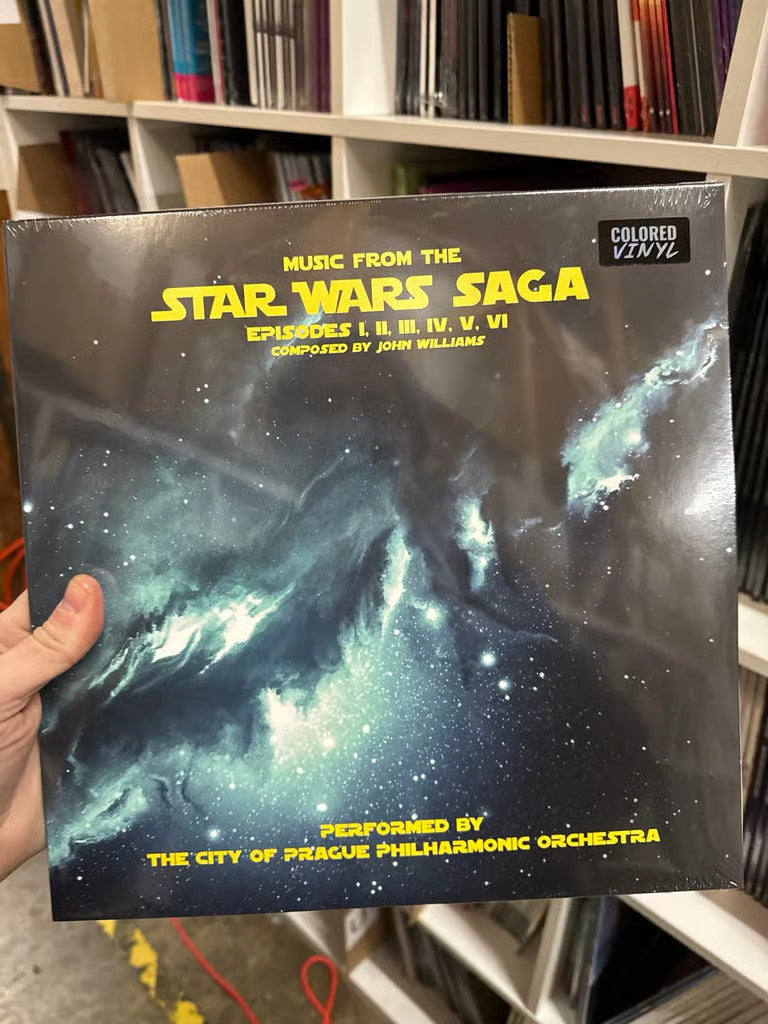 COLORED
VINYL
MUSIC FROM THE
STAR WARS SAGA
EPISODES I, II, III, IV, V, VI
COMPOSED BY JOHN WILLIAMS
PERFORMED BY
THE CITY OF PRAGUE PHILHARMONIC ORCHESTRA